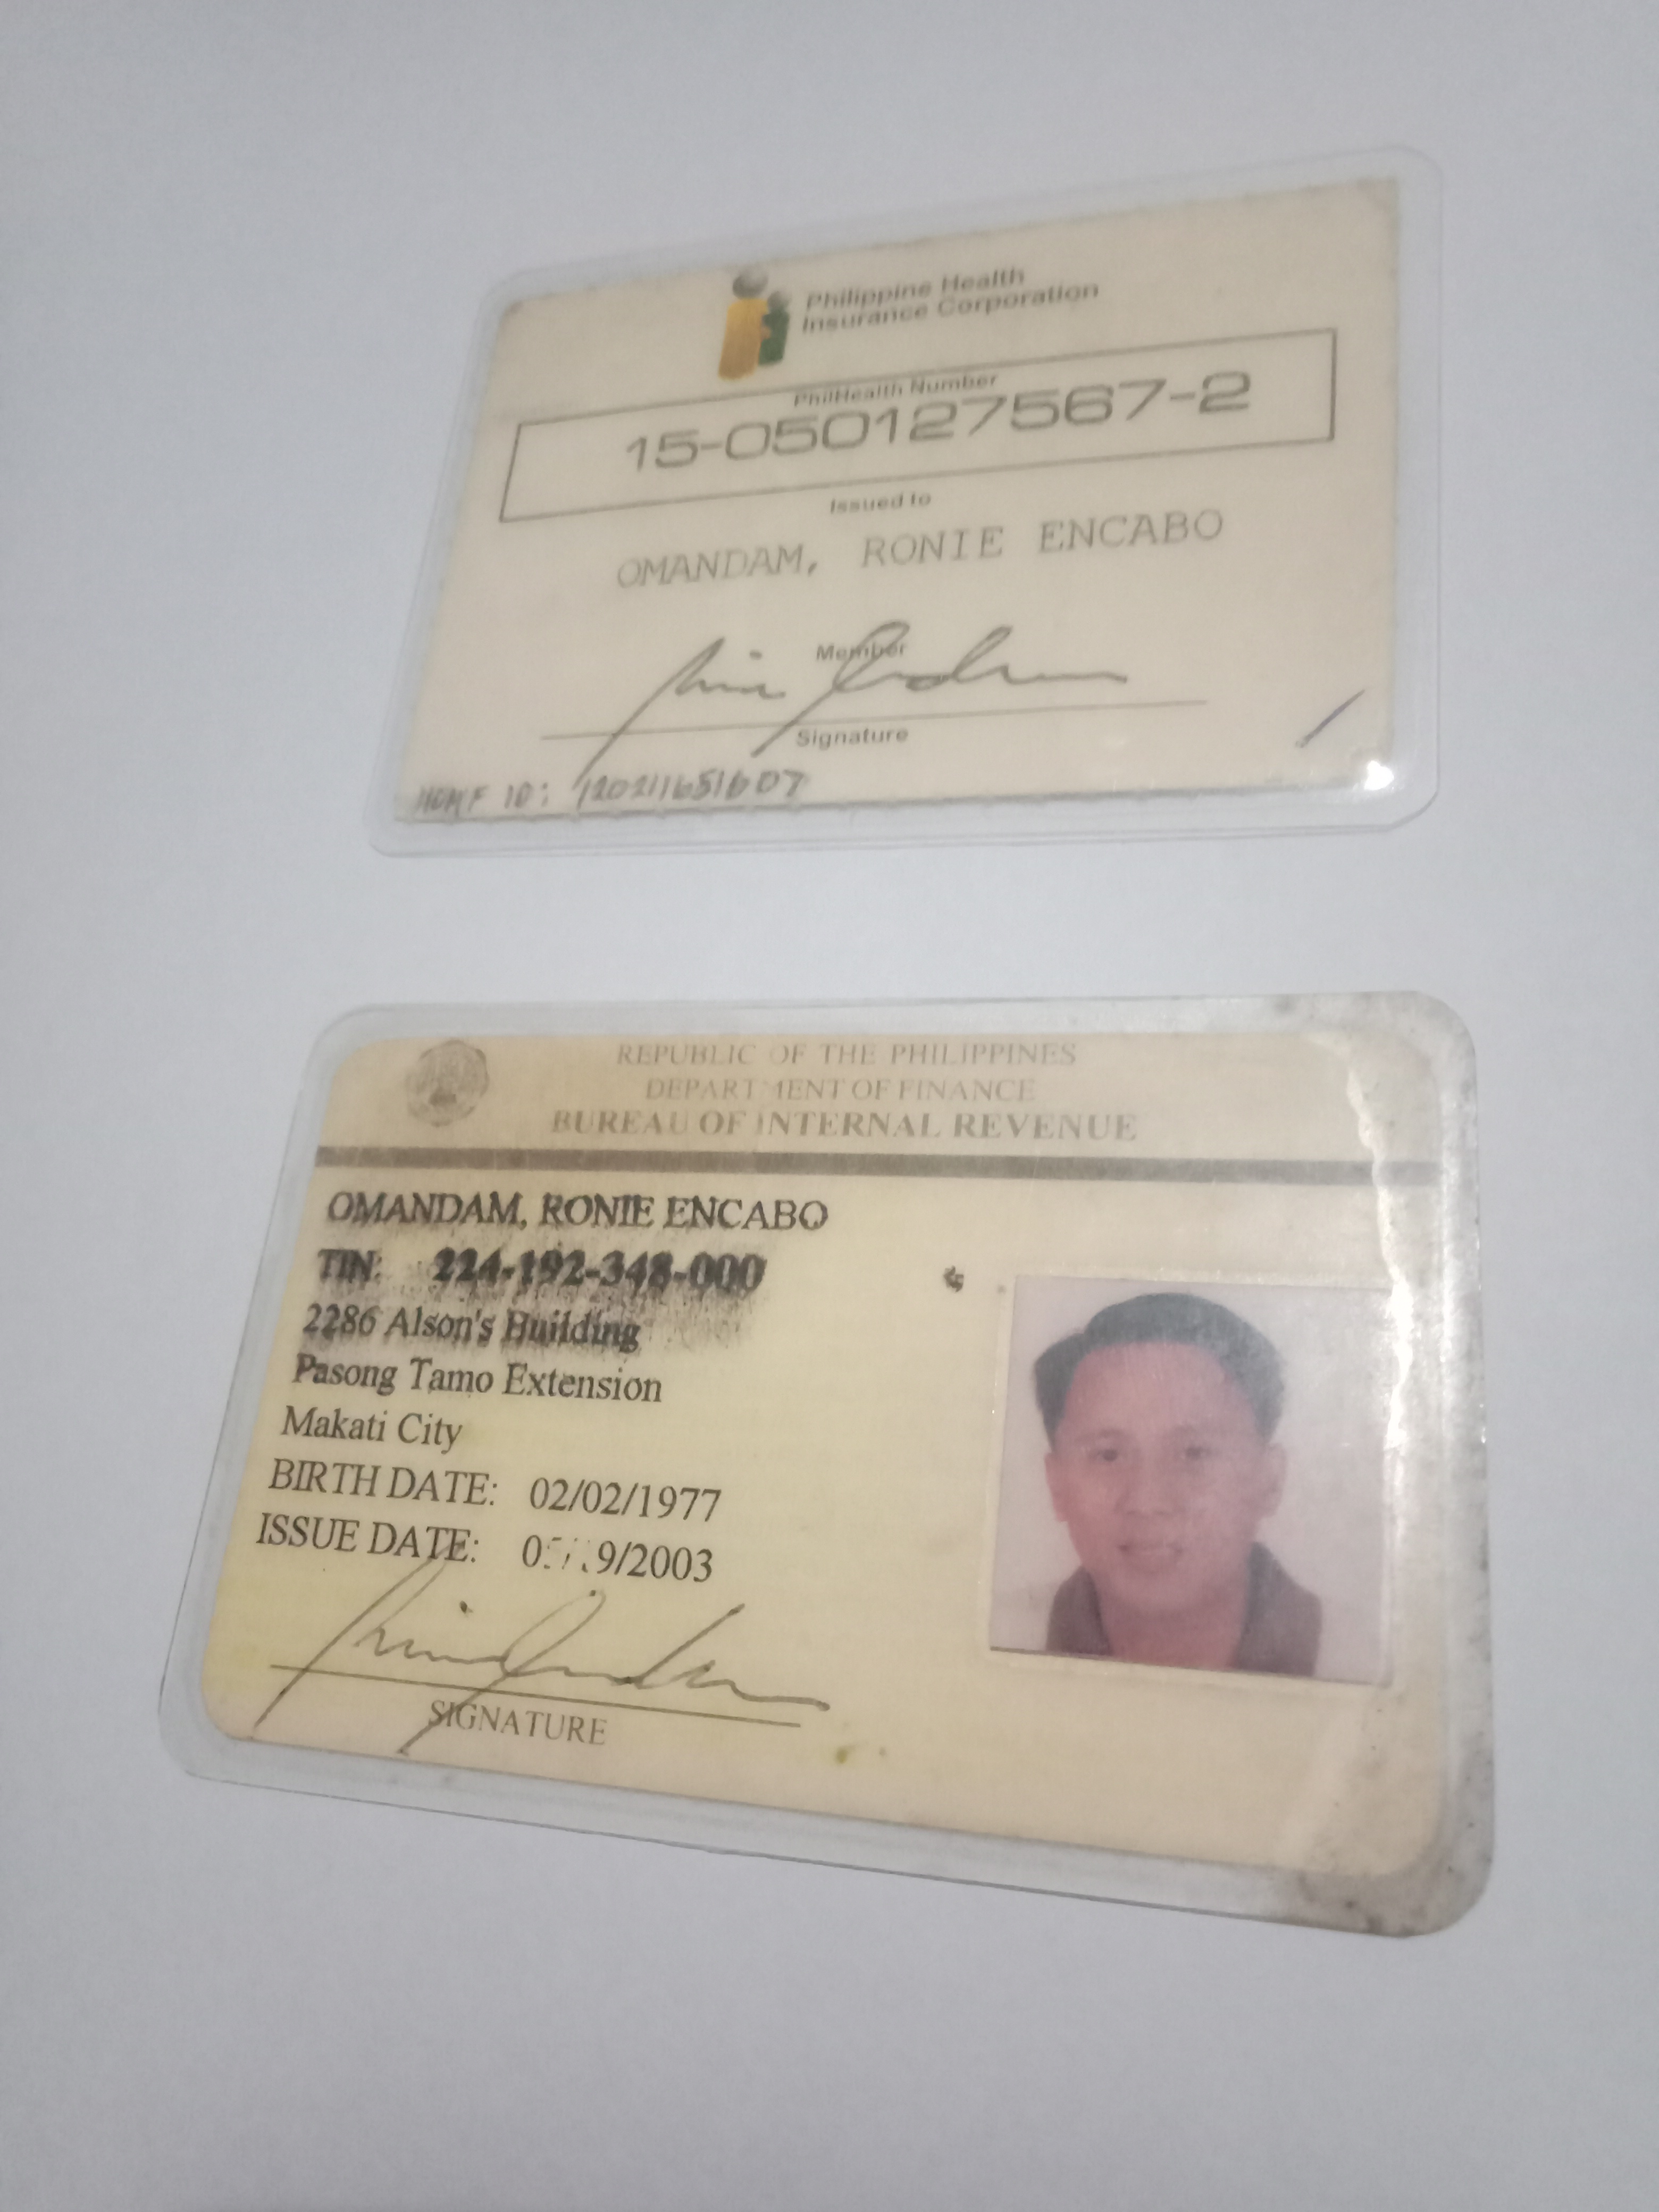 Philippine Health
Insurance Corporation
PhilHealth Number
15-050127567-2
Issued to
OMANDAM, RONIE ENCABO
Member
Signature
ID: 120211651607
REPUBLIC OF THE PHILIPPINES
DEPARTMENT OF FINANCE
BUREAU OF INTERNAL REVENUE
OMANDAM, RONIE ENCABO
TIN: 224-192-348-000
2286 Alson's Building
Pasong Tamo Extension
Makati City
BIRTH DATE: 02/02/1977
ISSUE DATE:
SIGNATURE